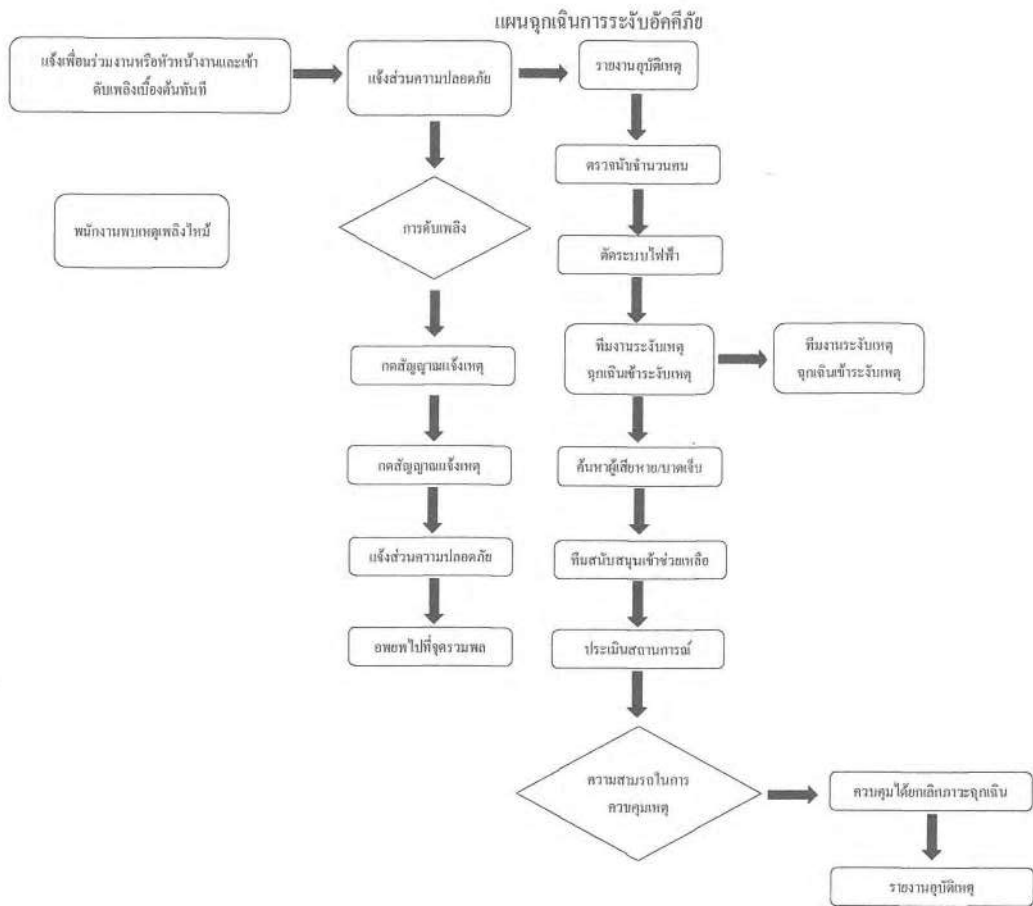 แผนฉุกเฉินการระงับอัคคีภัย
แจ้งเพื่อนร่วมงานหรือหัวหน้างานและเข้า
ดับเพลิงเบื้องต้นทันที
แจ้งส่วนความปลอดภัย
รายงานอุบัติเหตุ
ตรวจนับจำนวนคน
พนักงานพบเหตุเพลิงไหม้
การดับเพลิง
ตัดระบบไฟฟ้า
ทีมงานระงับเหตุ
ฉุกเฉินเข้าระงับเหตุ
ทีมงานระงับเหตุ
ฉุกเฉินเข้าระงับเหตุ
กดสัญญาณแจ้งเหตุ
กดสัญญาณแจ้งเหตุ
ค้นหาผู้เสียหาย/บาดเจ็บ
แจ้งส่วนความปลอดภัย
ทีมสนับสนุนเข้าช่วยเหลือ
อพยพไปที่จุดรวมพล
ประเมินสถานการณ์
ความสามรถในการ
ควบคุมเหตุ
ควบคุมได้ยกเลิกภาวะฉุกเฉิน
รายงานอุบัติเหตุ